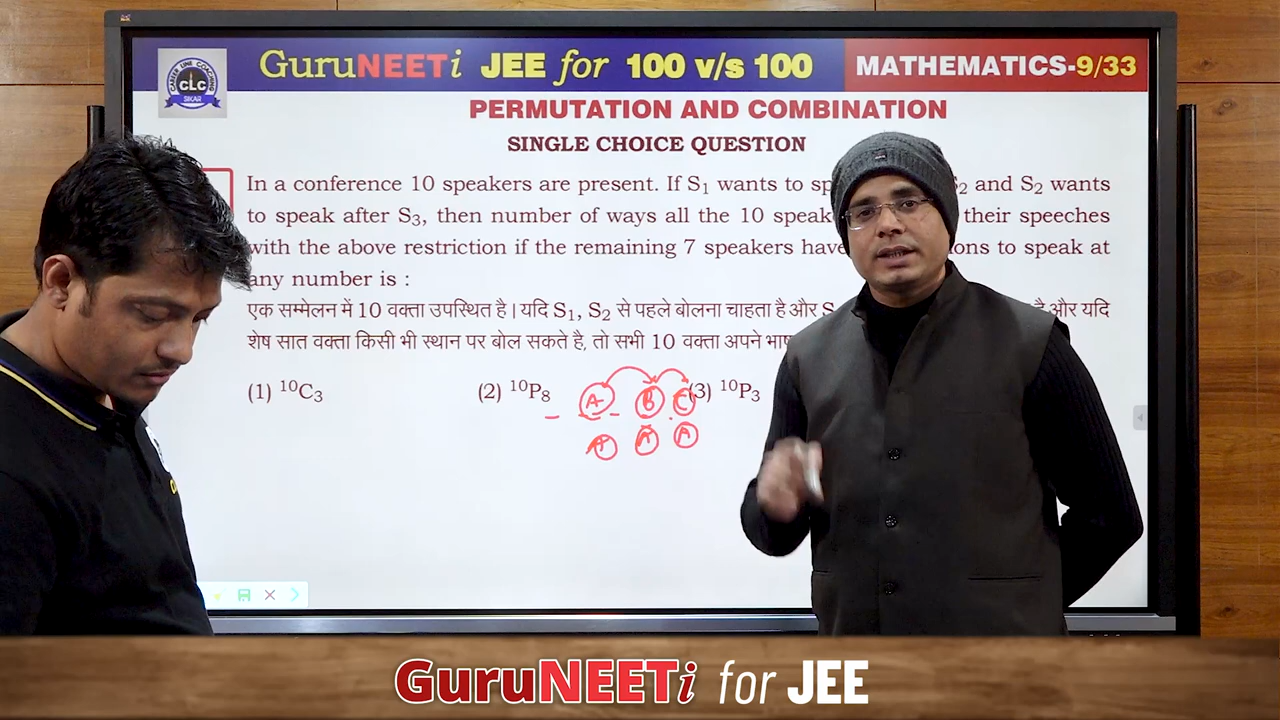 GuruNEETi JEE for 100 v/s 100
MATHEMATICS-9/33
CLC
SIKAR
PERMUTATION AND COMBINATION
SINGLE CHOICE QUESTION
In a conference 10 speakers are present. If S₁ wants to S₂ and S₂ wants
to speak after S₃, then number of ways all the 10 their speeches
with the above restriction if the remaining 7 speakers have to speak at
any number is :
एक सम्मेलन में 10 वक्ता उपस्थित है। यदि S₁, S₂ से पहले बोलना चाहता है और है और यदि
शेष सात वक्ता किसी भी स्थान पर बोल सकते है, तो सभी 10 वक्ता अपने
(1) ¹⁰C₃ (2) ¹⁰P₈ (3) ¹⁰P₃
A B C
A A A
GuruNEETi for JEE